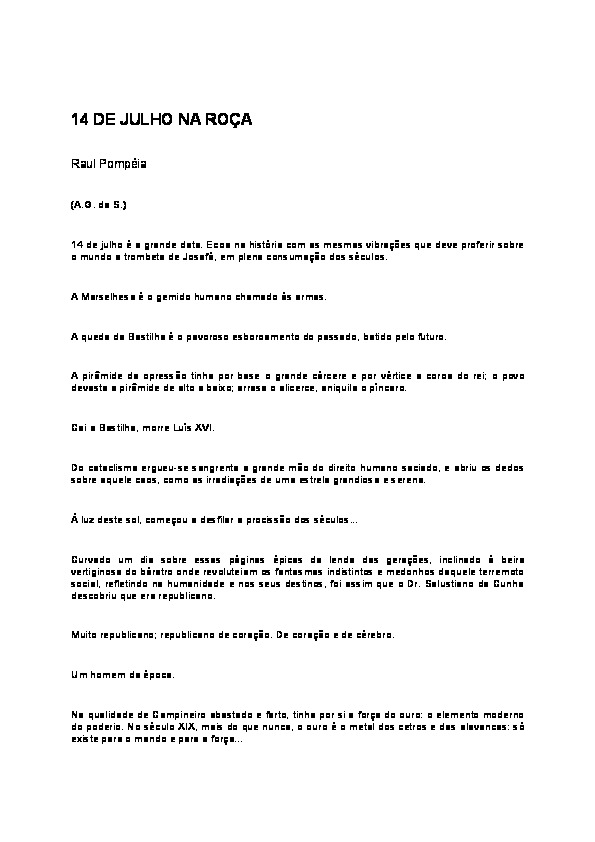 14 DE JULHO NA ROÇA
Raul Pompéia
(A.G. da S.)
14 de julho é a grande data. Ecoa na história com as mesmas vibrações que deve proferir sobre
o mundo a trombeta de Josafá, em plena consumação dos séculos.
A Marselhesa é o gemido humano chamado às armas.
A queda da Bastilha é o pavoroso esboroamento do passado, batido pelo futuro.
A pirâmide da opressão tinha por base o grande cárcere e por vértice a coroa do rei; o povo
devasta a pirâmide de alto a baixo; arrasa o alicerce, aniquila o píncaro.
Cai a Bastilha, morre Luís XVI.
Do cataclisma ergueu-se sangrenta a grande mão do direito humano saciado, e abriu os dedos
sobre aquele caos, como as irradiações de uma estrela grandiosa e serena.
À luz deste sol, começou a desfilar a procissão dos séculos...
Curvado um dia sobre essas páginas épicas da lenda das gerações, inclinado à beira
vertiginosa do báratro onde revoluteiam os fantasmas indistintos e medonhos daquele terremoto
social, refletindo na humanidade e nos seus destinos, foi assim que o Dr. Salustiano da Cunha
descobriu que era republicano.
Muito republicano; republicano de coração. De coração e de cérebro.
Um homem da época.
Na qualidade de Campineiro abastado e farto, tinha por si a força do ouro: o elemento moderno
do poderio. No século XIX, mais do que nunca, o ouro é o metal dos cetros e das alavancas: só
existe para o mando e para a força...